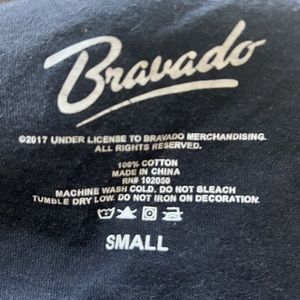 Bravado
©2017 UNDER LICENSE TO BRAVADO MERCHANDISING.
ALL RIGHTS RESERVED.
100% COTTON
MADE IN CHINA
RN# 102050
MACHINE WASH COLD. DO NOT BLEACH
TUMBLE DRY LOW. DO NOT IRON ON DECORATION.
SMALL